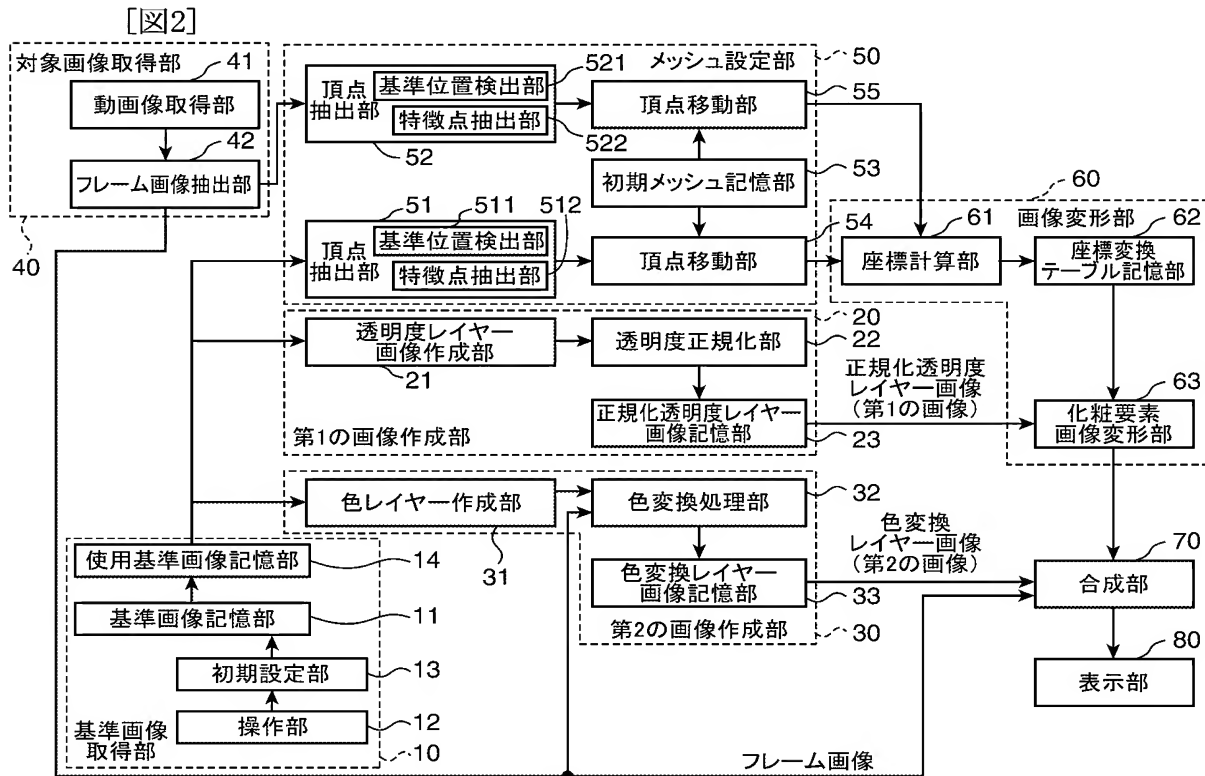 [図2]
対象画像取得部
41
動画像取得部
42
フレーム画像抽出部
40
メッシュ設定部
50
頂点
抽出部
基準位置検出部
521
特徴点抽出部
522
52
頂点移動部
55
初期メッシュ記憶部
53
51
511
512
頂点
抽出部
基準位置検出部
特徴点抽出部
頂点移動部
54
60
画像変形部
61
座標計算部
62
座標変換
テーブル記憶部
20
透明度レイヤー
画像作成部
21
透明度正規化部
22
正規化透明度レイヤー
画像記憶部
23
第1の画像作成部
正規化透明度
レイヤー画像
(第1の画像)
63
化粧要素
画像変形部
色レイヤー作成部
31
色変換処理部
32
色変換レイヤー
画像記憶部
33
第2の画像作成部
30
色変換
レイヤー画像
(第2の画像)
70
合成部
80
表示部
使用基準画像記憶部
14
基準画像記憶部
11
初期設定部
13
操作部
12
基準画像
取得部
10
フレーム画像